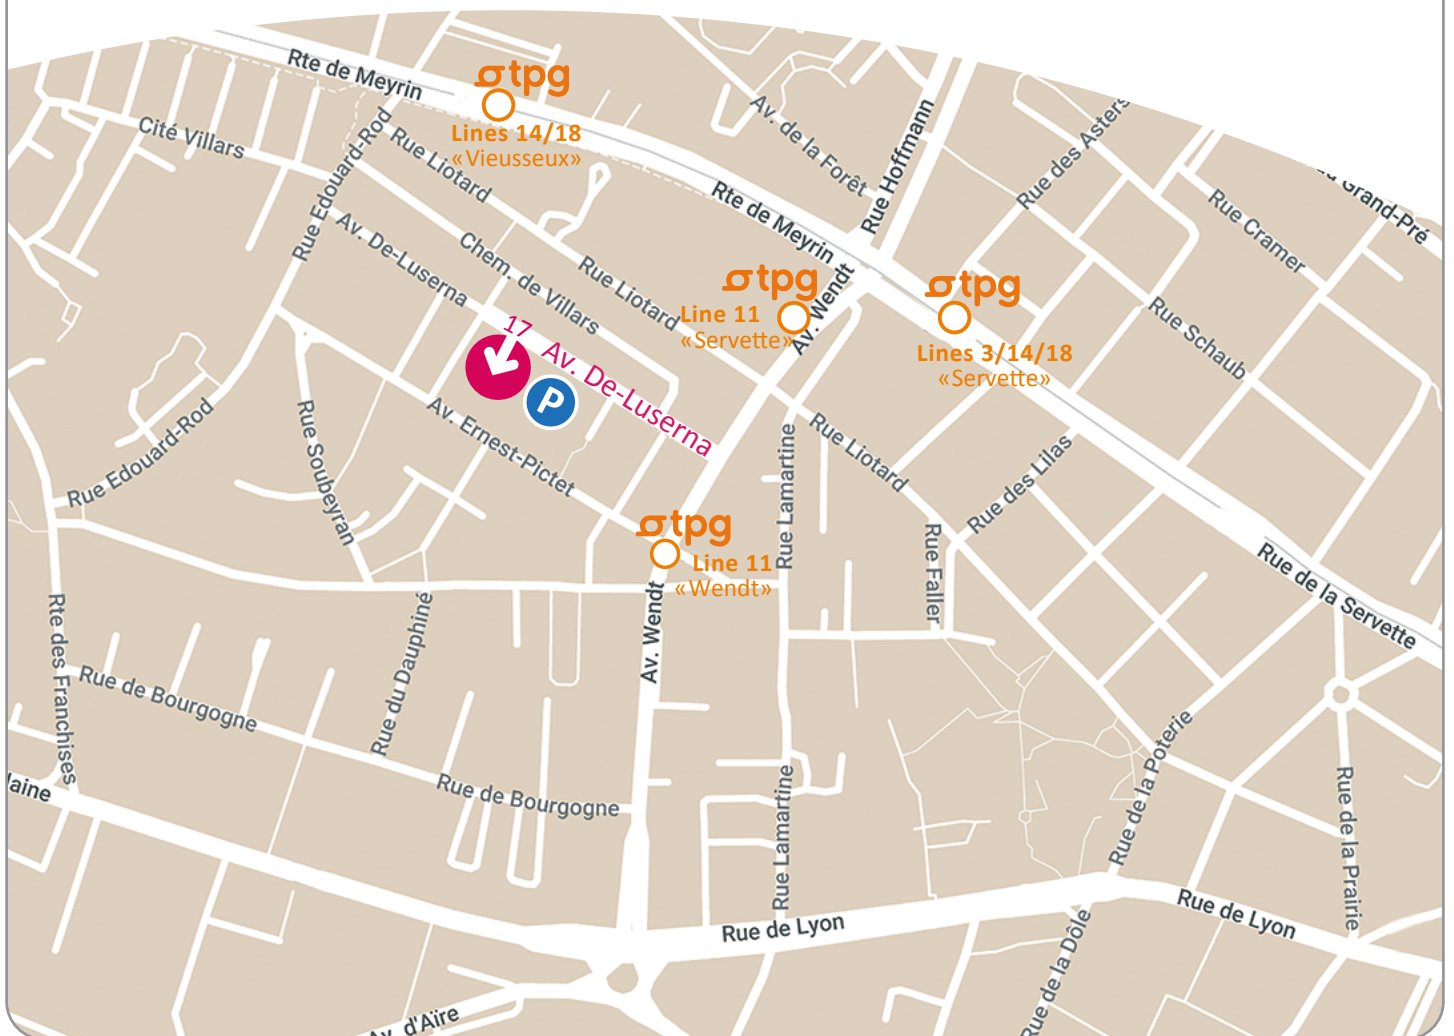 Rte de Meyrin
σtpg
Lines 14/18
«Vieusseux»
Cité Villars
Rue Edouard-Rod
Rue Liotard
Av. de la Forêt
Rue Hoffmann
Rue des Asters
Grand-Pré
Rue Cramer
Rte de Meyrin
Av. De-Luserna
Chem. de Villars
Rue Liotard
σtpg
Line 11
«Servette»
Av. Wendt
σtpg
Lines 3/14/18
«Servette»
Rue Schaub
17 Av. De-Luserna
P
Av. Ernest-Pictet
Rue Edouard-Rod
Rue Soubeyran
Rue Lamartine
Rue Liotard
Rue des Lilas
Rue Faller
σtpg
Line 11
«Wendt»
Av. Wendt
Rue de la Servette
Rte des Franchises
Rue du Dauphiné
Rue de Bourgogne
Rue de Bourgogne
laine
Rue Lamartine
Rue de la Poterie
Rue de la Prairie
Rue de Lyon
Rue de Lyon
Rue de la Dôle
Av. d'Aïre